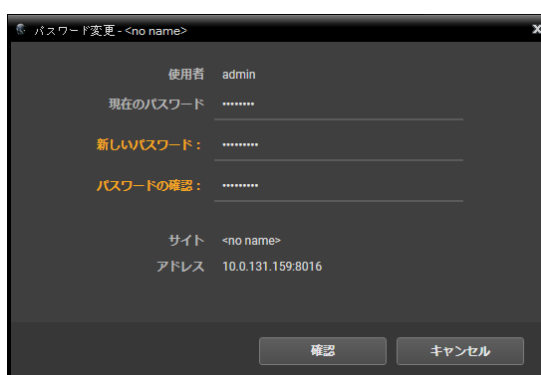 パスワード変更 - <no name>
使用者 admin
現在のパスワード ••••••••
新しいパスワード： •••••••••
パスワードの確認： •••••••••
サイト <no name>
アドレス 10.0.131.159:8016
確認 キャンセル